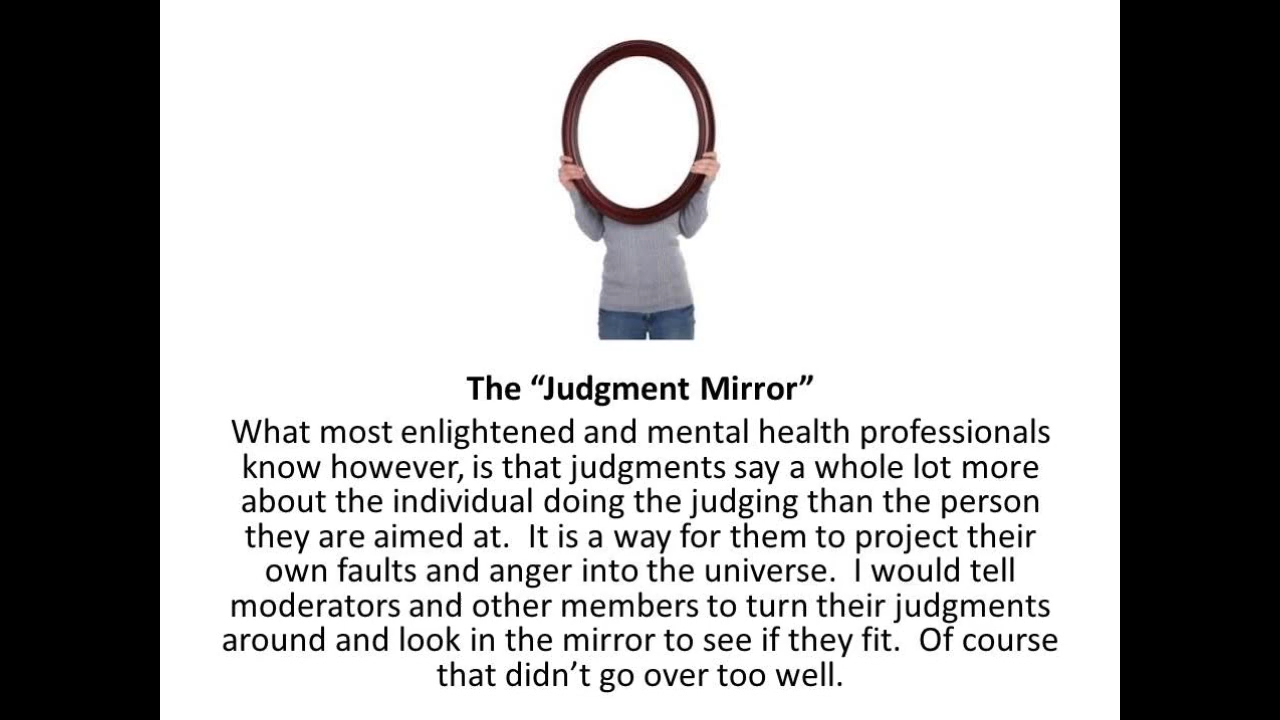 The “Judgment Mirror”
What most enlightened and mental health professionals
know however, is that judgments say a whole lot more
about the individual doing the judging than the person
they are aimed at.  It is a way for them to project their
own faults and anger into the universe.  I would tell
moderators and other members to turn their judgments
around and look in the mirror to see if they fit.  Of course
that didn’t go over too well.